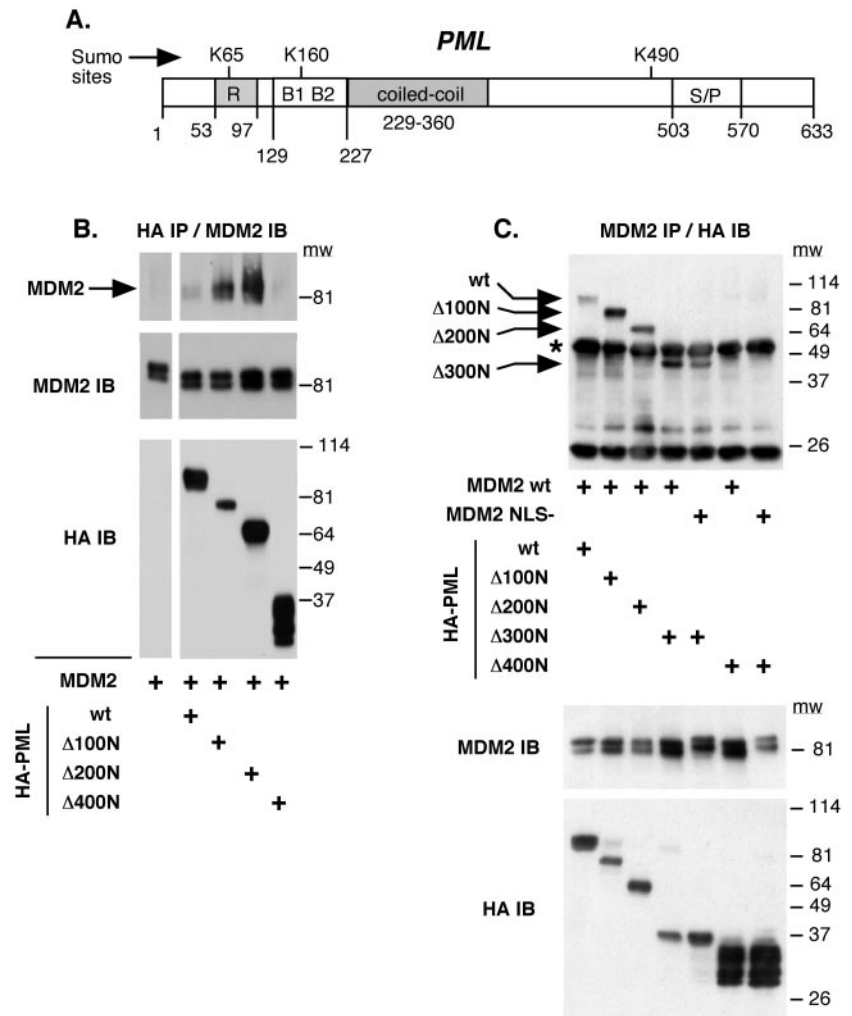 A.
PML
Sumo sites
K65 K160 K490
R B1 B2 coiled-coil S/P
229-360
1 53 97 129 227 503 570 633
B.
HA IP / MDM2 IB
mw
MDM2
81
MDM2 IB
81
HA IB
114
81
64
49
37
MDM2 + + + + +
HA-PML
wt +
Δ100N +
Δ200N +
Δ400N +
C.
MDM2 IP / HA IB
mw
wt
Δ100N
Δ200N
*
Δ300N
114
81
64
49
37
26
MDM2 wt + + + + +
MDM2 NLS- + +
HA-PML
wt +
Δ100N +
Δ200N +
Δ300N + +
Δ400N + +
mw
MDM2 IB
81
HA IB
114
81
64
49
37
26